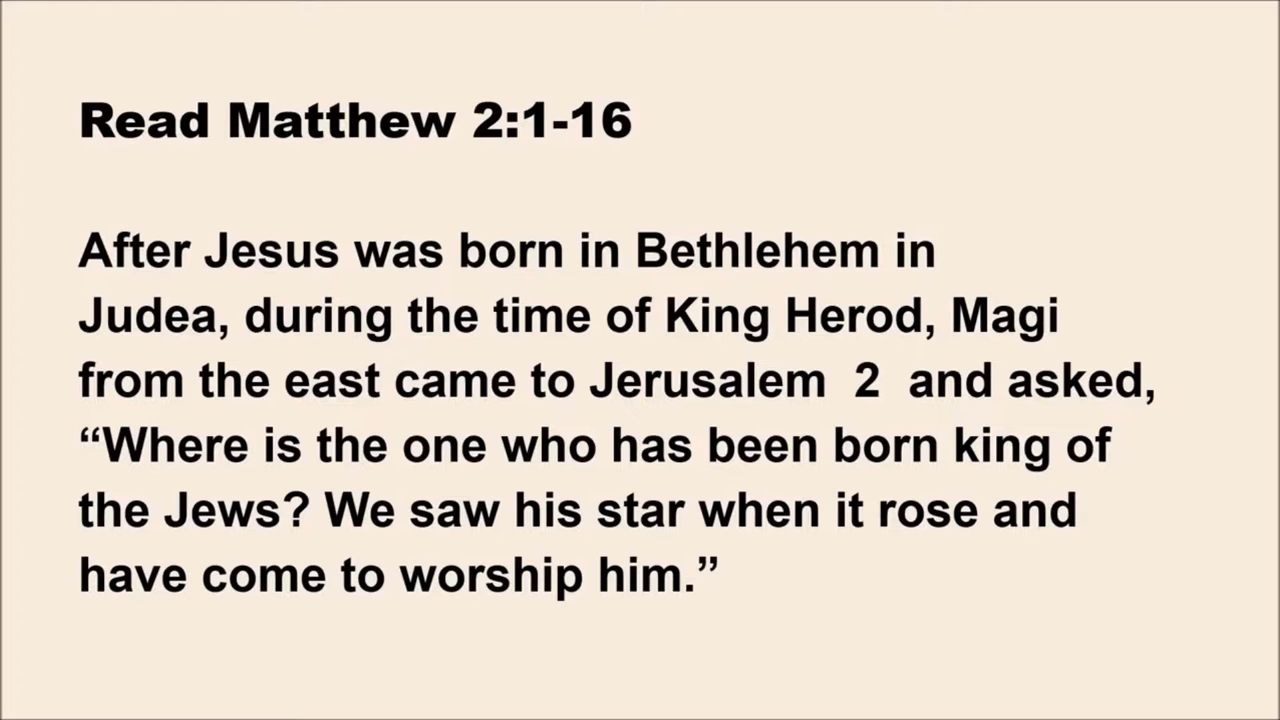 Read Matthew 2:1-16
After Jesus was born in Bethlehem in
Judea, during the time of King Herod, Magi
from the east came to Jerusalem  2  and asked,
“Where is the one who has been born king of
the Jews? We saw his star when it rose and
have come to worship him.”